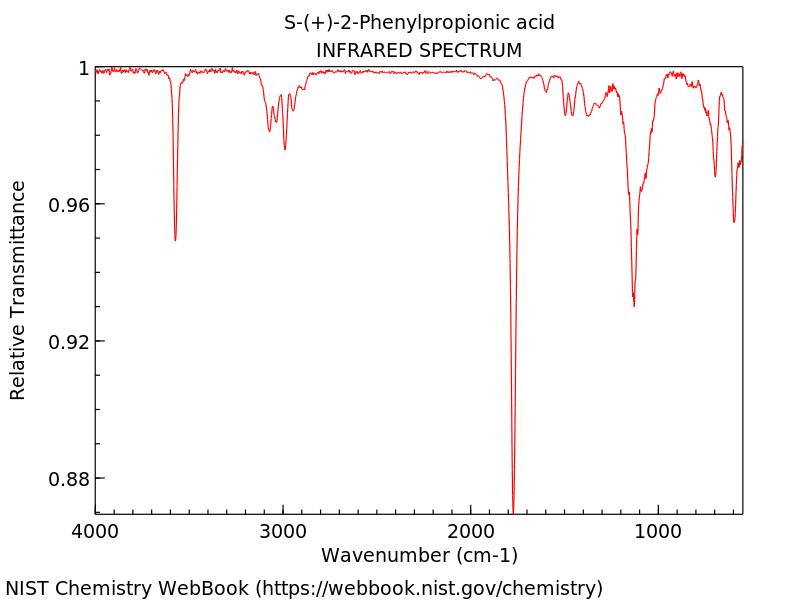 S-(+)-2-Phenylpropionic acid
INFRARED SPECTRUM
1
0.96
0.92
0.88
Relative Transmittance
4000 3000 2000 1000
Wavenumber (cm-1)
NIST Chemistry WebBook (https://webbook.nist.gov/chemistry)